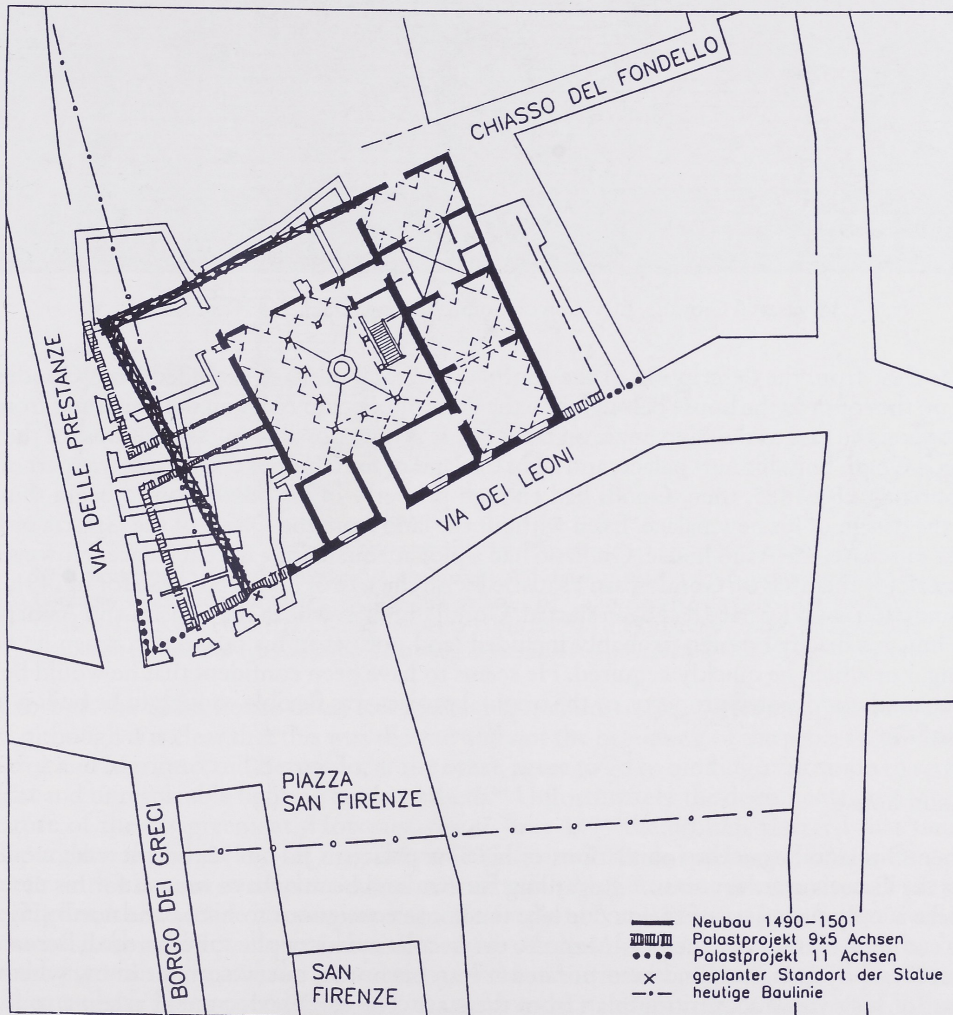 CHIASSO DEL FONDELLO
VIA DELLE PRESTANZE
VIA DEI LEONI
PIAZZA
SAN FIRENZE
BORGO DEI GRECI
SAN
FIRENZE
Neubau 1490-1501
Palastprojekt 9x5 Achsen
Palastprojekt 11 Achsen
geplanter Standort der Statue
heutige Baulinie